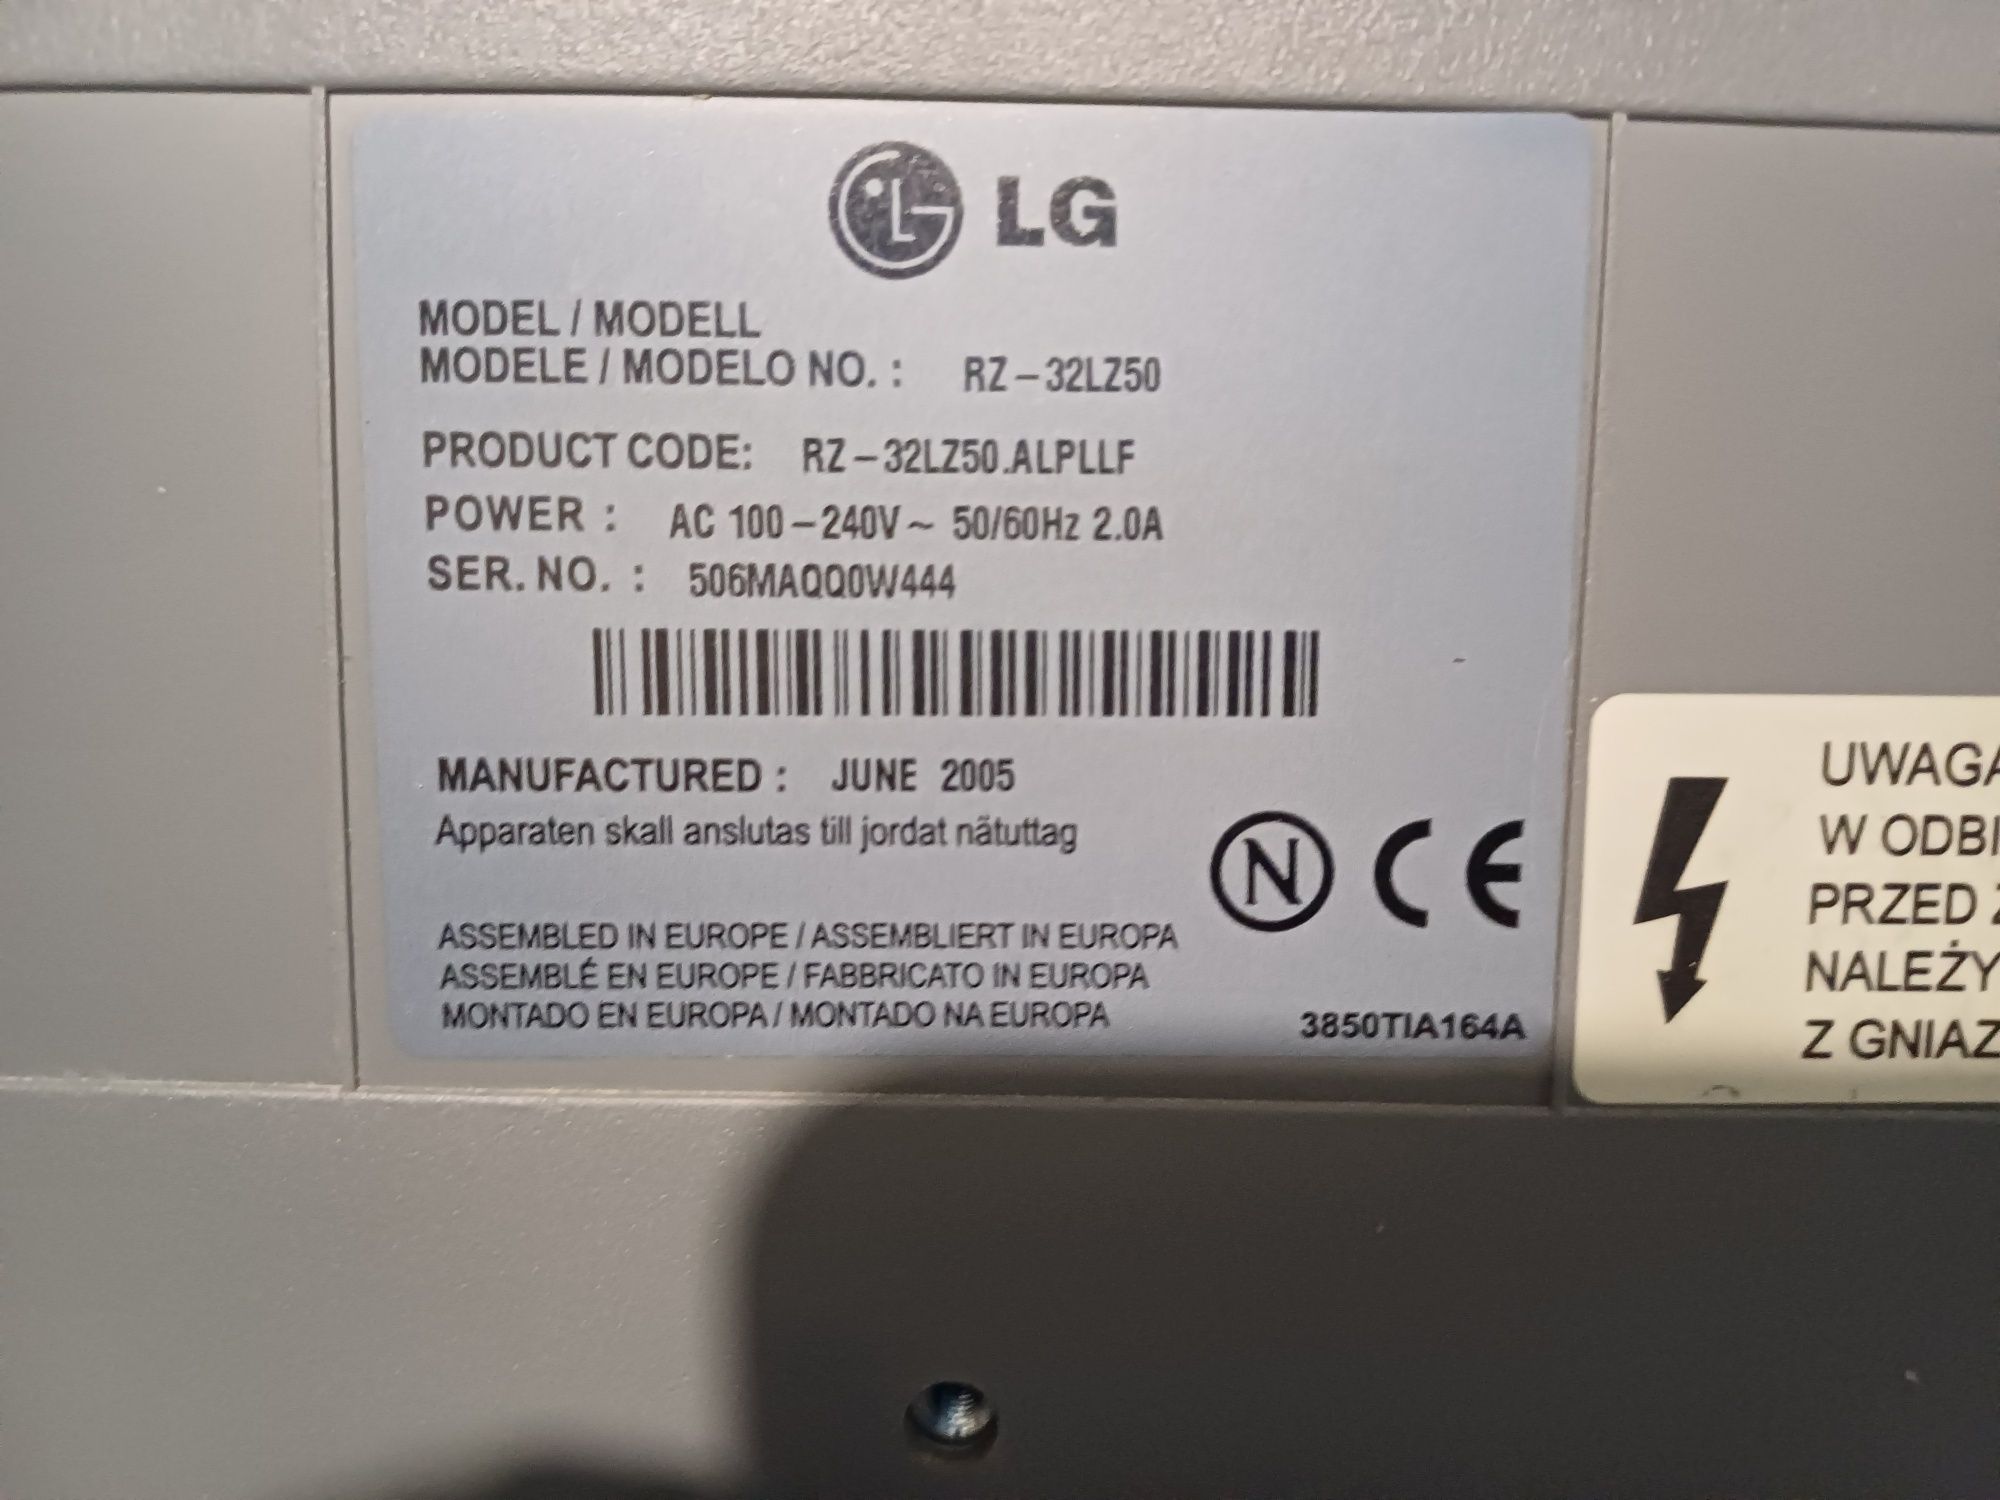 LG
MODEL / MODELL
MODELE / MODELO NO. : RZ-32LZ50
PRODUCT CODE: RZ-32LZ50.ALPLLF
POWER : AC 100-240V~ 50/60Hz 2.0A
SER. NO. : 506MAQQ0W444
MANUFACTURED : JUNE 2005
Apparaten skall anslutas till jordat nätuttag
N CE
ASSEMBLED IN EUROPE / ASSEMBLIERT IN EUROPA
ASSEMBLÉ EN EUROPE / FABBRICATO IN EUROPA
MONTADO EN EUROPA / MONTADO NA EUROPA
3850TIA164A
UWAGA
W ODBI
PRZED
NALEŻY
Z GNIAZ